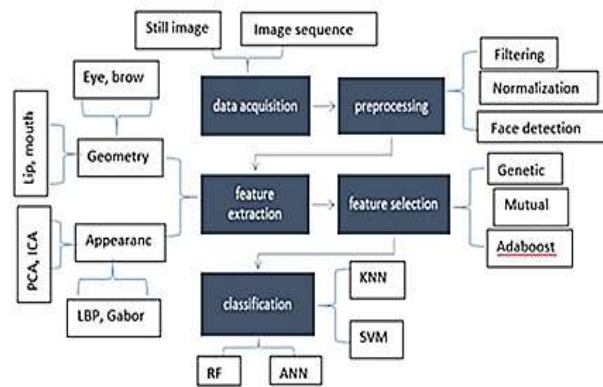 Still image
Image sequence
Eye, brow
data acquisition
preprocessing
Filtering
Normalization
Face detection
Lip, mouth
Geometry
feature
extraction
feature selection
Genetic
Mutual
Adaboost
PCA, ICA
Appearanc
LBP, Gabor
classification
KNN
SVM
RF
ANN